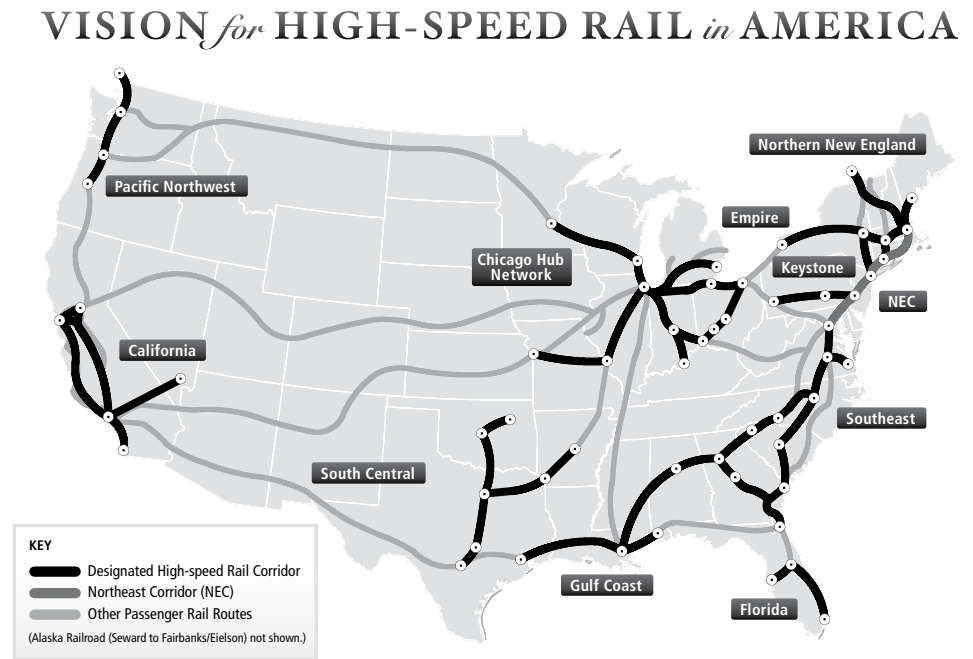 VISION for HIGH-SPEED RAIL in AMERICA
Northern New England
Pacific Northwest
Empire
Chicago Hub
Network
Keystone
NEC
California
Southeast
South Central
Gulf Coast
Florida
KEY
Designated High-speed Rail Corridor
Northeast Corridor (NEC)
Other Passenger Rail Routes
(Alaska Railroad (Seward to Fairbanks/Eielson) not shown.)